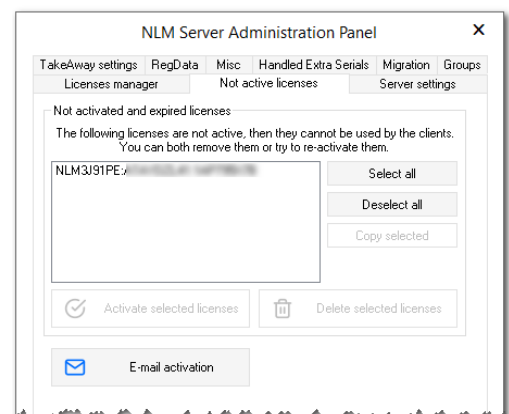 NLM Server Administration Panel
X
TakeAway settings RegData Misc Handled Extra Serials Migration Groups
Licenses manager Not active licenses Server settings
Not activated and expired licenses
The following licenses are not active, then they cannot be used by the clients.
You can both remove them or try to re-activate them.
NLM3J91PE:
Select all
Deselect all
Copy selected
Activate selected licenses
Delete selected licenses
E-mail activation